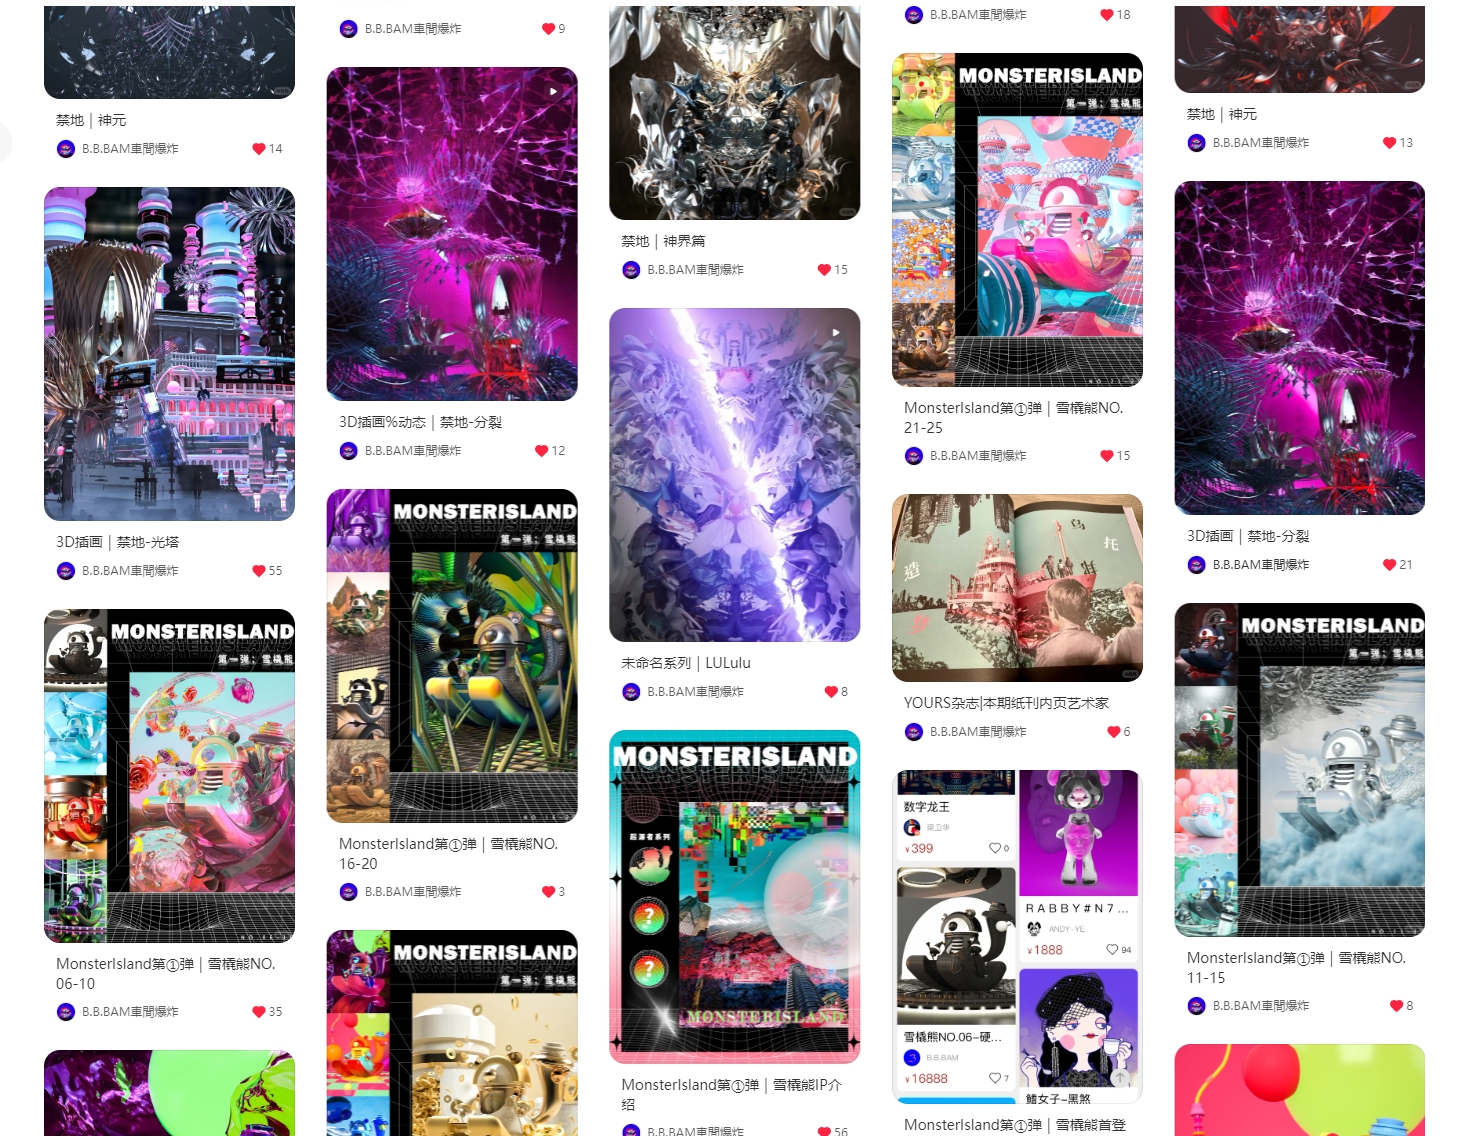 禁地 | 神元
B.B.BAM車間爆炸
14
3D插画 | 禁地-光塔
B.B.BAM車間爆炸
55
MONSTERISLAND
第一弹：雪橇熊
MonsterIsland第①弹 | 雪橇熊NO.
06-10
B.B.BAM車間爆炸
35
B.B.BAM車間爆炸
9
3D插画%动态 | 禁地-分裂
B.B.BAM車間爆炸
12
MONSTERISLAND
第一弹：雪橇熊
MonsterIsland第①弹 | 雪橇熊NO.
16-20
B.B.BAM車間爆炸
3
MONSTERISLAND
第一弹：雪橇熊
禁地 | 神界篇
B.B.BAM車間爆炸
15
未命名系列 | LULulu
B.B.BAM車間爆炸
8
MONSTERISLAND
?
?
MONSTERISLAND
MonsterIsland第①弹 | 雪橇熊IP介
绍
B.B.BAM車間爆炸
56
B.B.BAM車間爆炸
18
MONSTERISLAND
第一弹：雪橇熊
MonsterIsland第①弹 | 雪橇熊NO.
21-25
B.B.BAM車間爆炸
15
乌
托
造
YOURS杂志|本期纸刊内页艺术家
B.B.BAM車間爆炸
6
数字龙王
梁卫华
¥399
0
雪橇熊NO.06-硬...
B.B.BAM
¥16888
7
RABBY#N7...
ANDY-YE
¥1888
94
鳍女子-黑煞
MonsterIsland第①弹 | 雪橇熊首登
禁地 | 神元
B.B.BAM車間爆炸
13
3D插画 | 禁地-分裂
B.B.BAM車間爆炸
21
MONSTERISLAND
第一弹：雪橇熊
MonsterIsland第①弹 | 雪橇熊NO.
11-15
B.B.BAM車間爆炸
8